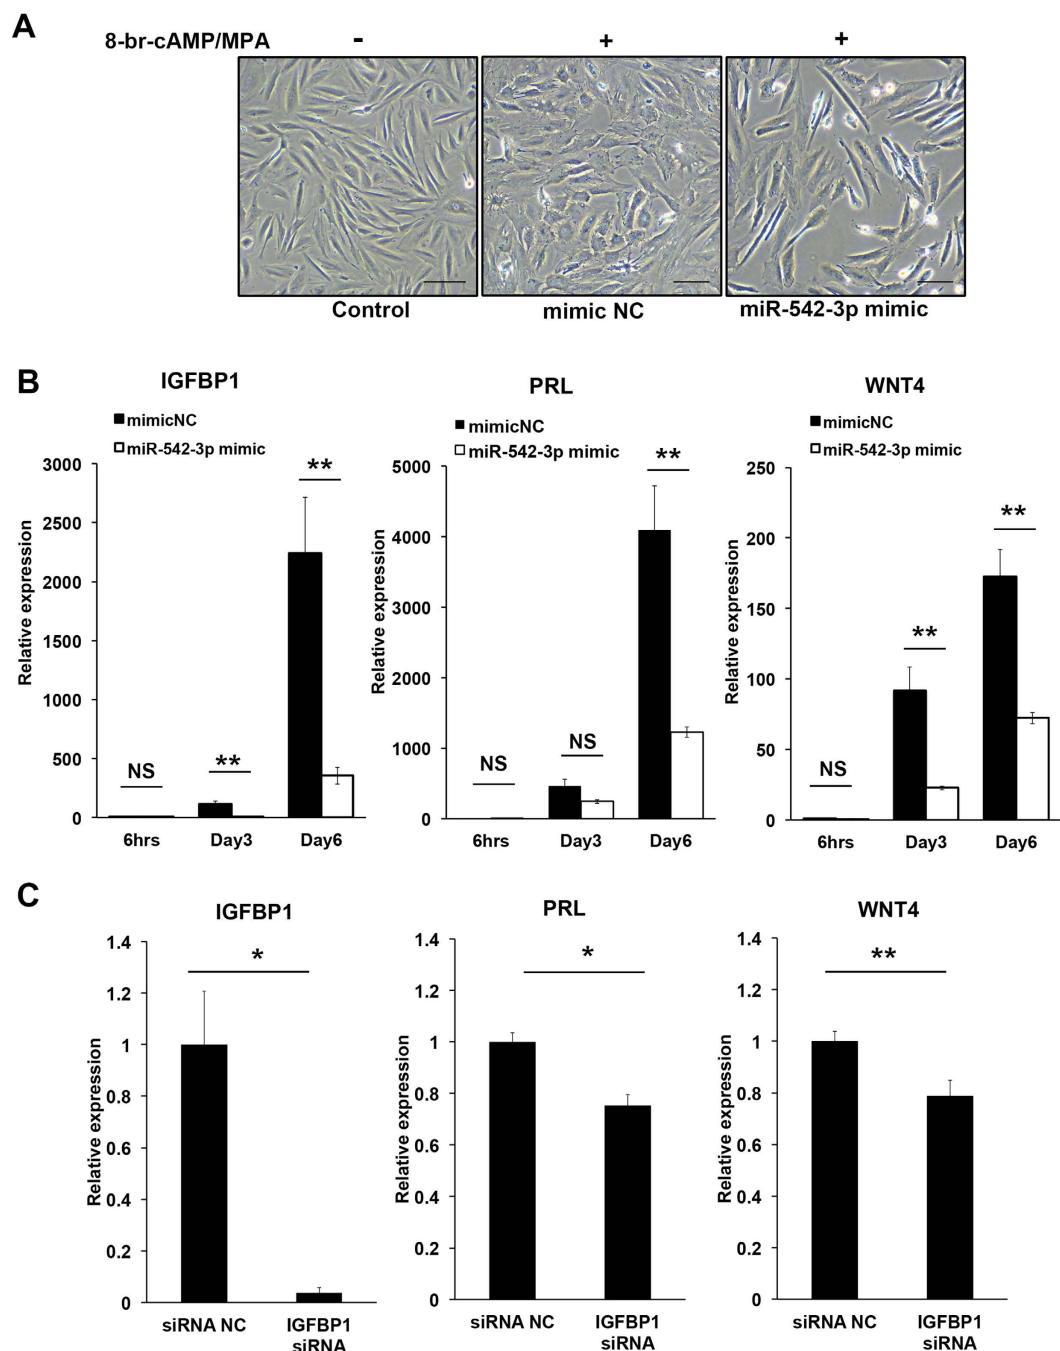 A
8-br-cAMP/MPA - + +
Control mimic NC miR-542-3p mimic
B
IGFBP1
mimicNC
miR-542-3p mimic
Relative expression
3000
2500
2000
1500
1000
500
0
NS
**
**
6hrs Day3 Day6
PRL
mimicNC
miR-542-3p mimic
Relative expression
5000
4000
3000
2000
1000
0
NS
NS
**
6hrs Day3 Day6
WNT4
mimicNC
miR-542-3p mimic
Relative expression
250
200
150
100
50
0
NS
**
**
6hrs Day3 Day6
C
IGFBP1
Relative expression
1.4
1.2
1
0.8
0.6
0.4
0.2
0
*
siRNA NC IGFBP1
siRNA
PRL
Relative expression
1.4
1.2
1
0.8
0.6
0.4
0.2
0
*
siRNA NC IGFBP1
siRNA
WNT4
Relative expression
1.4
1.2
1
0.8
0.6
0.4
0.2
0
**
siRNA NC IGFBP1
siRNA